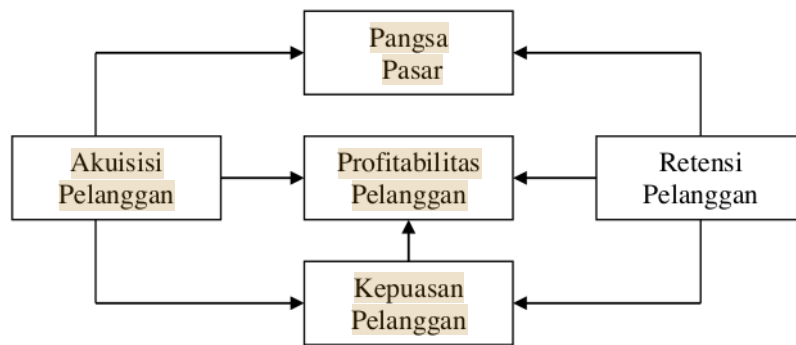 Pangsa
Pasar
Akuisisi
Pelanggan
Profitabilitas
Pelanggan
Retensi
Pelanggan
Kepuasan
Pelanggan